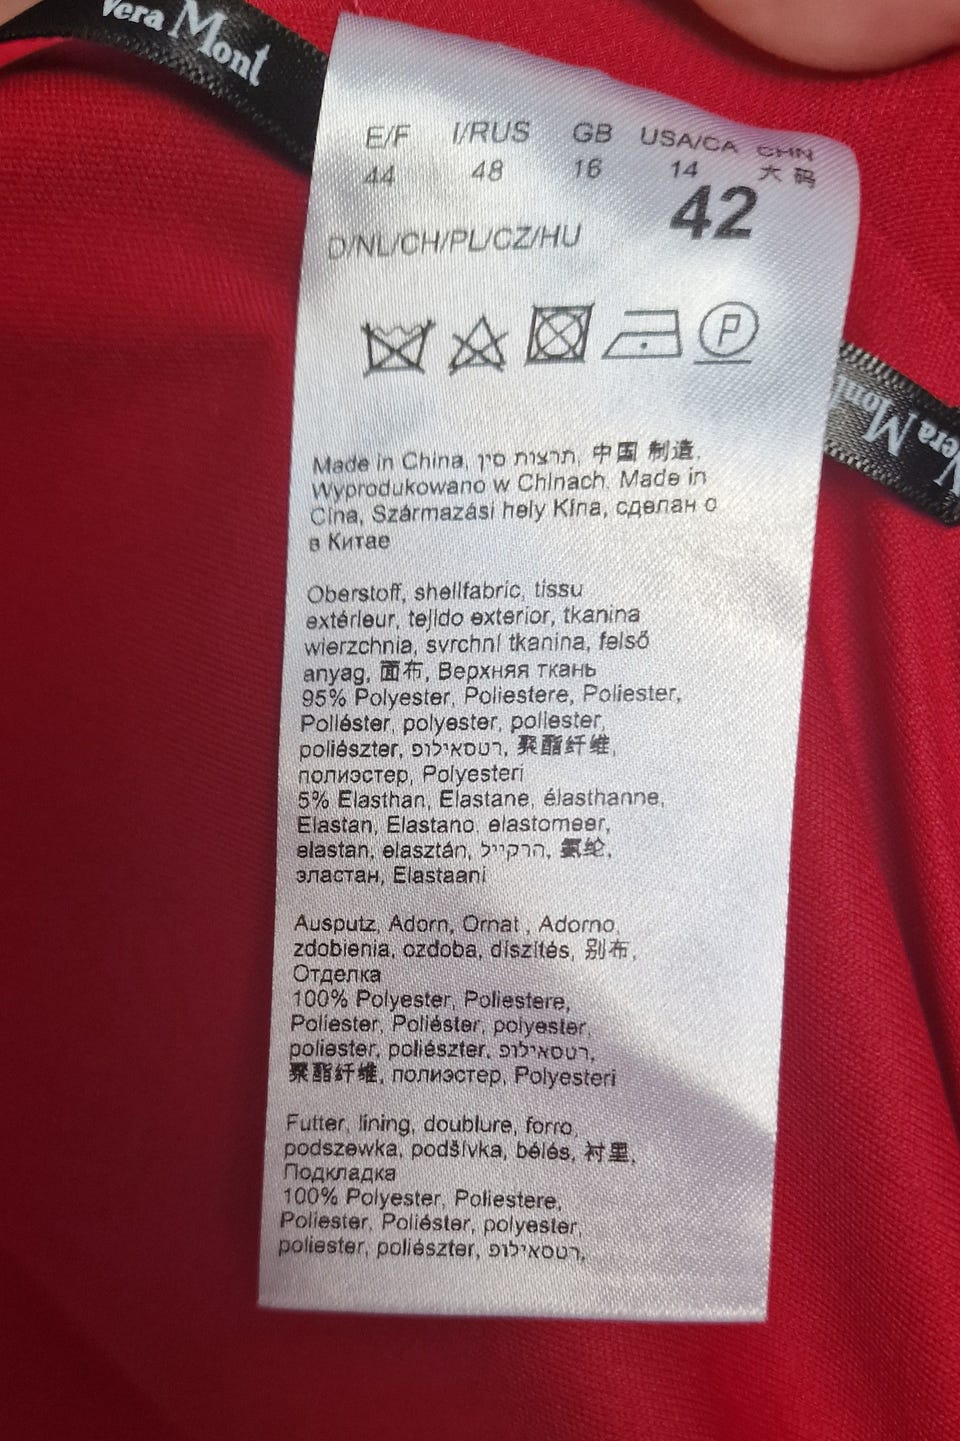 Vera Mont
E/F I/RUS GB USA/CA CHN
44 48 16 14 大码
D/NL/CH/PL/CZ/HU 42
P
Made in China, תרצות סין, 中国 制造,
Wyprodukowano w Chinach, Made in
Cina, Származási hely Kína, сделан о
в Китае
Oberstoff, shellfabric, tissu
extérieur, tejido exterior, tkanina
wierzchnia, svrchní tkanina, felső
anyag, 面布, Верхняя ткань
95% Polyester, Poliestere, Poliester,
Poliéster, polyester, poliester,
poliészter, רטסאילופ, 聚酯纤维,
полиэстер, Polyesteri
5% Elasthan, Elastane, élasthanne,
Elastan, Elastano, elastomeer,
elastan, elasztán, הרקייל, 氨纶,
эластан, Elastaani
Ausputz, Adorn, Ornat , Adorno,
zdobienia, ozdoba, díszítés, 别布,
Отделка
100% Polyester, Poliestere,
Poliester, Poliéster, polyester,
poliester, poliészter, רטסאילופ,
聚酯纤维, полиэстер, Polyesteri
Futter, lining, doublure, forro,
podszewka, podšívka, bélés, 衬里,
Подкладка
100% Polyester, Poliestere,
Poliester, Poliéster, polyester,
poliester, poliészter, רטסאילופ,
Vera Mont